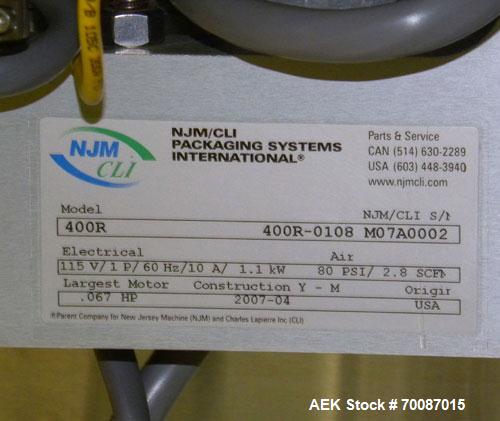 NJM
CLI
NJM/CLI
PACKAGING SYSTEMS
INTERNATIONAL®
Parts & Service
CAN (514) 630-2289
USA (603) 448-3940
www.njmcli.com
Model NJM/CLI S/N
400R 400R-0108 M07A0002
Electrical Air
115 V/1 P/60 Hz/10 A/ 1.1 kW 80 PSI/ 2.8 SCFM
Largest Motor Construction Y - M Origin
.067 HP 2007-04 USA
®Parent Company for New Jersey Machine (NJM) and Charles Lapierre Inc (CLI)
AEK Stock # 70087015